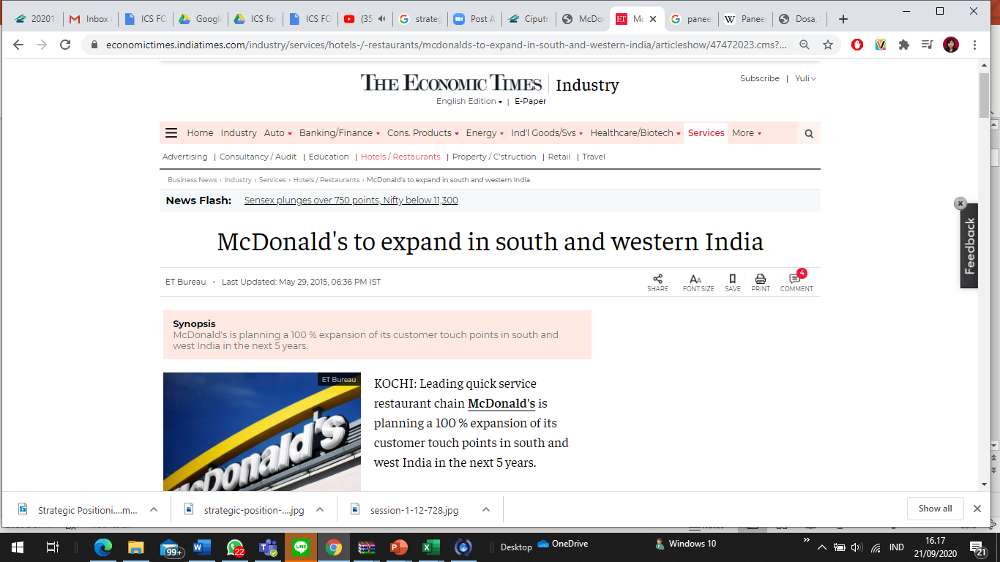 20201_
Inbox
ICS FO
Google
ICS for
ICS FO
(35
strateg
Post A
Ciputra
McDo
ET
Mc
panee
W
Paneer
Dosa,
economictimes.indiatimes.com/industry/services/hotels-/-restaurants/mcdonalds-to-expand-in-south-and-western-india/articleshow/47472023.cms?...
THE ECONOMIC TIMES | Industry
Subscribe | Yuli
English Edition | E-Paper
Home Industry Auto Banking/Finance Cons. Products Energy Ind'l Goods/Svs Healthcare/Biotech Services More
Advertising | Consultancy / Audit | Education | Hotels / Restaurants | Property / C'struction | Retail | Travel
Business News › Industry › Services › Hotels / Restaurants › McDonald's to expand in south and western India
News Flash: Sensex plunges over 750 points, Nifty below 11,300
Feedback
McDonald's to expand in south and western India
ET Bureau • Last Updated: May 29, 2015, 06:36 PM IST
4
SHARE FONT SIZE SAVE PRINT COMMENT
Synopsis
McDonald's is planning a 100 % expansion of its customer touch points in south and
west India in the next 5 years.
ET Bureau
McDonald's
KOCHI: Leading quick service
restaurant chain McDonald's is
planning a 100 % expansion of its
customer touch points in south and
west India in the next 5 years.
Strategic Positioni....m...
strategic-position-....jpg
session-1-12-728.jpg
Show all
Notes
99+
22
LINE
Desktop
OneDrive
Windows 10
IND
16.17
21/09/2020
21